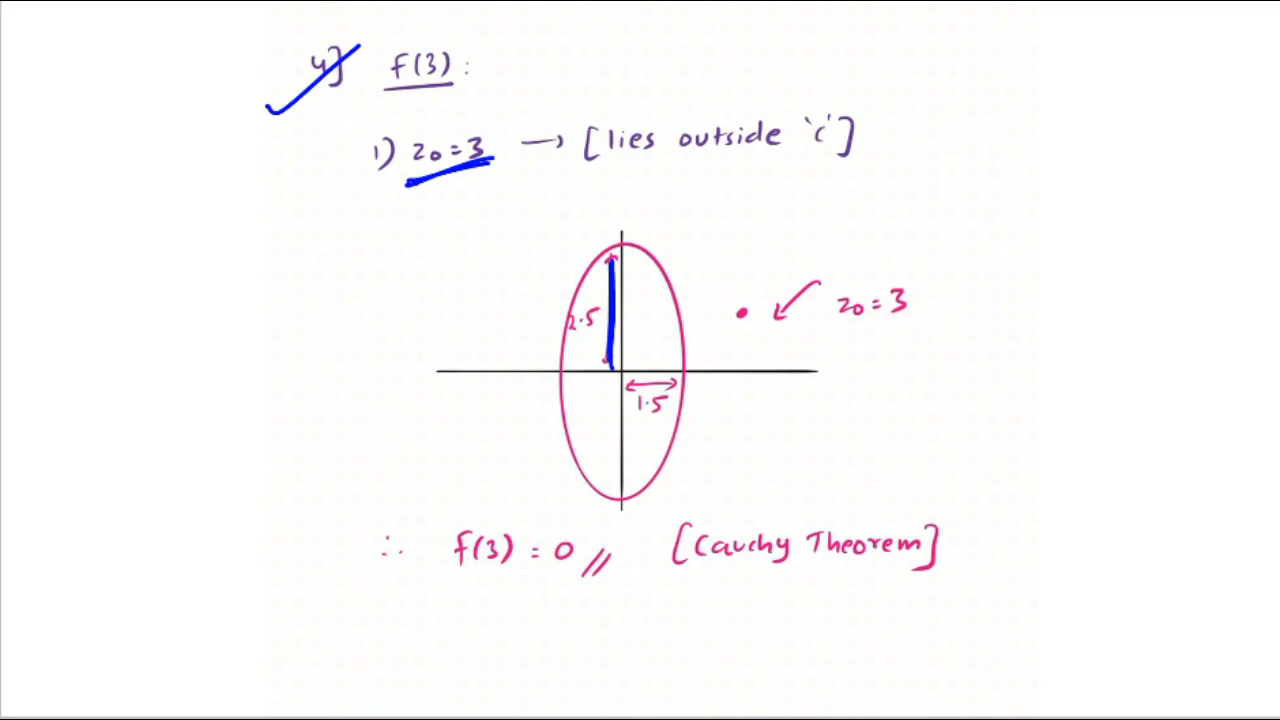 4] f(3) :
1) z0 = 3 → [lies outside 'c']
2.5
z0 = 3
1.5
∴ f(3) = 0 // [Cauchy Theorem]